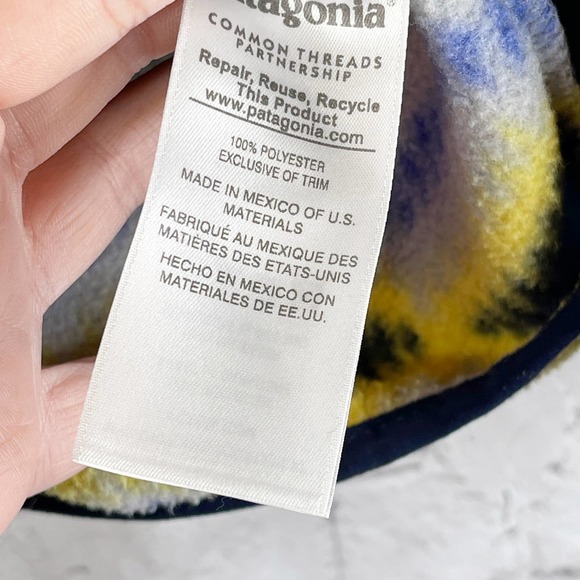 patagonia®
COMMON THREADS
PARTNERSHIP
Repair, Reuse, Recycle
This Product
www.patagonia.com
100% POLYESTER
EXCLUSIVE OF TRIM
MADE IN MEXICO OF U.S.
MATERIALS
FABRIQUÉ AU MEXIQUE DES
MATIÈRES DES ETATS-UNIS
HECHO EN MEXICO CON
MATERIALES DE EE.UU.